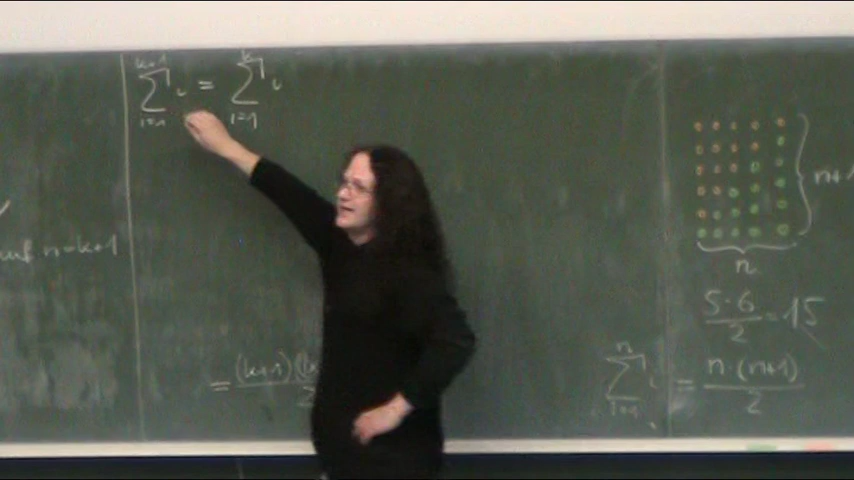 auf n=k+1
k+1
∑ i = 
i=1
k
∑ i
i=1
= (k+1)(k
2
n+1
n
5·6
2
=15
n
∑ i =
i=1
n·(n+1)
2